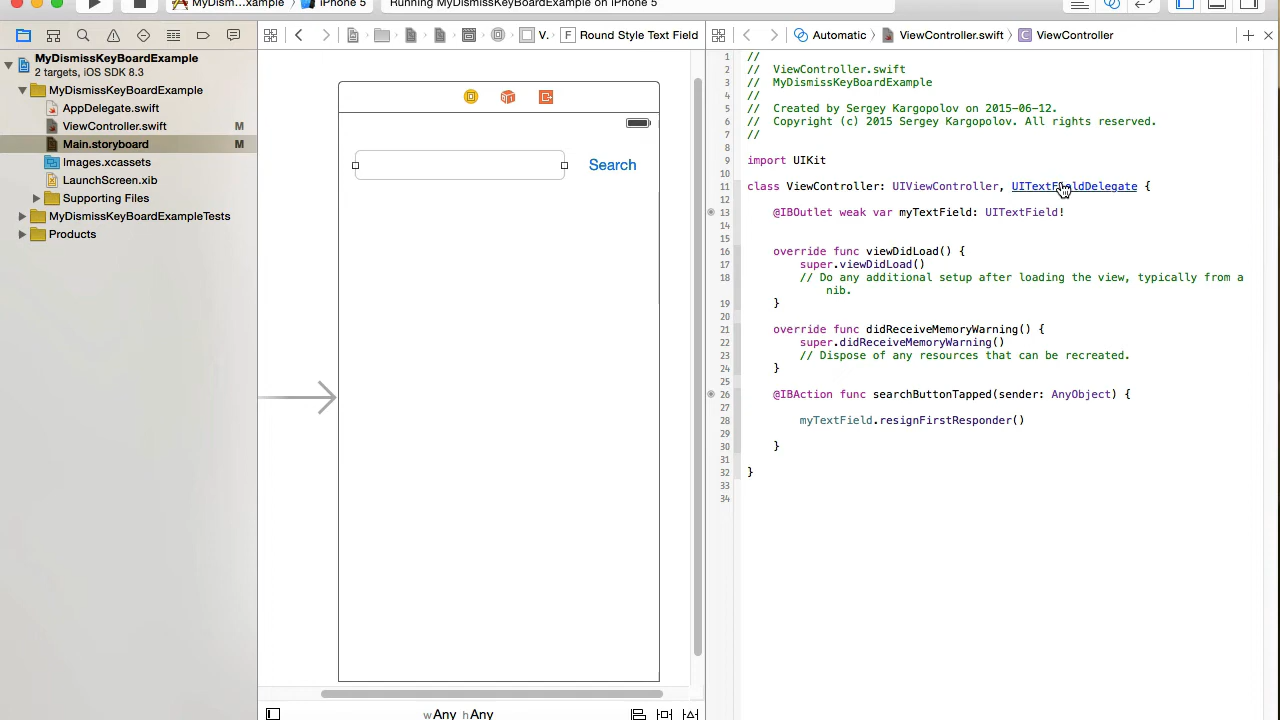 MyDism...xample
iPhone 5
Running MyDismissKeyBoardExample on iPhone 5
V.
F
Round Style Text Field
Automatic
ViewController.swift
C
ViewController
MyDismissKeyBoardExample
2 targets, iOS SDK 8.3
MyDismissKeyBoardExample
AppDelegate.swift
ViewController.swift M
Main.storyboard M
Images.xcassets
LaunchScreen.xib
Supporting Files
MyDismissKeyBoardExampleTests
Products
Search
wAny hAny
1 //
2 // ViewController.swift
3 // MyDismissKeyBoardExample
4 //
5 // Created by Sergey Kargopolov on 2015-06-12.
6 // Copyright (c) 2015 Sergey Kargopolov. All rights reserved.
7 //
8
9 import UIKit
10
11 class ViewController: UIViewController, UITextFieldDelegate {
12
13 @IBOutlet weak var myTextField: UITextField!
14
15
16 override func viewDidLoad() {
17 super.viewDidLoad()
18 // Do any additional setup after loading the view, typically from a
nib.
19 }
20
21 override func didReceiveMemoryWarning() {
22 super.didReceiveMemoryWarning()
23 // Dispose of any resources that can be recreated.
24 }
25
26 @IBAction func searchButtonTapped(sender: AnyObject) {
27
28 myTextField.resignFirstResponder()
29
30 }
31
32 }
33
34